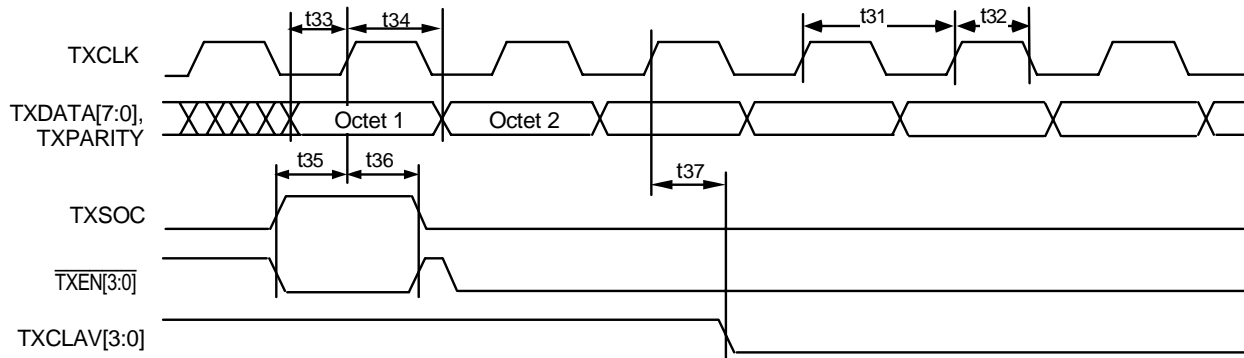 t33
t34
t31
t32
TXCLK
TXDATA[7:0],
TXPARITY
Octet 1
Octet 2
t35
t36
t37
TXSOC
TXEN[3:0]
TXCLAV[3:0]